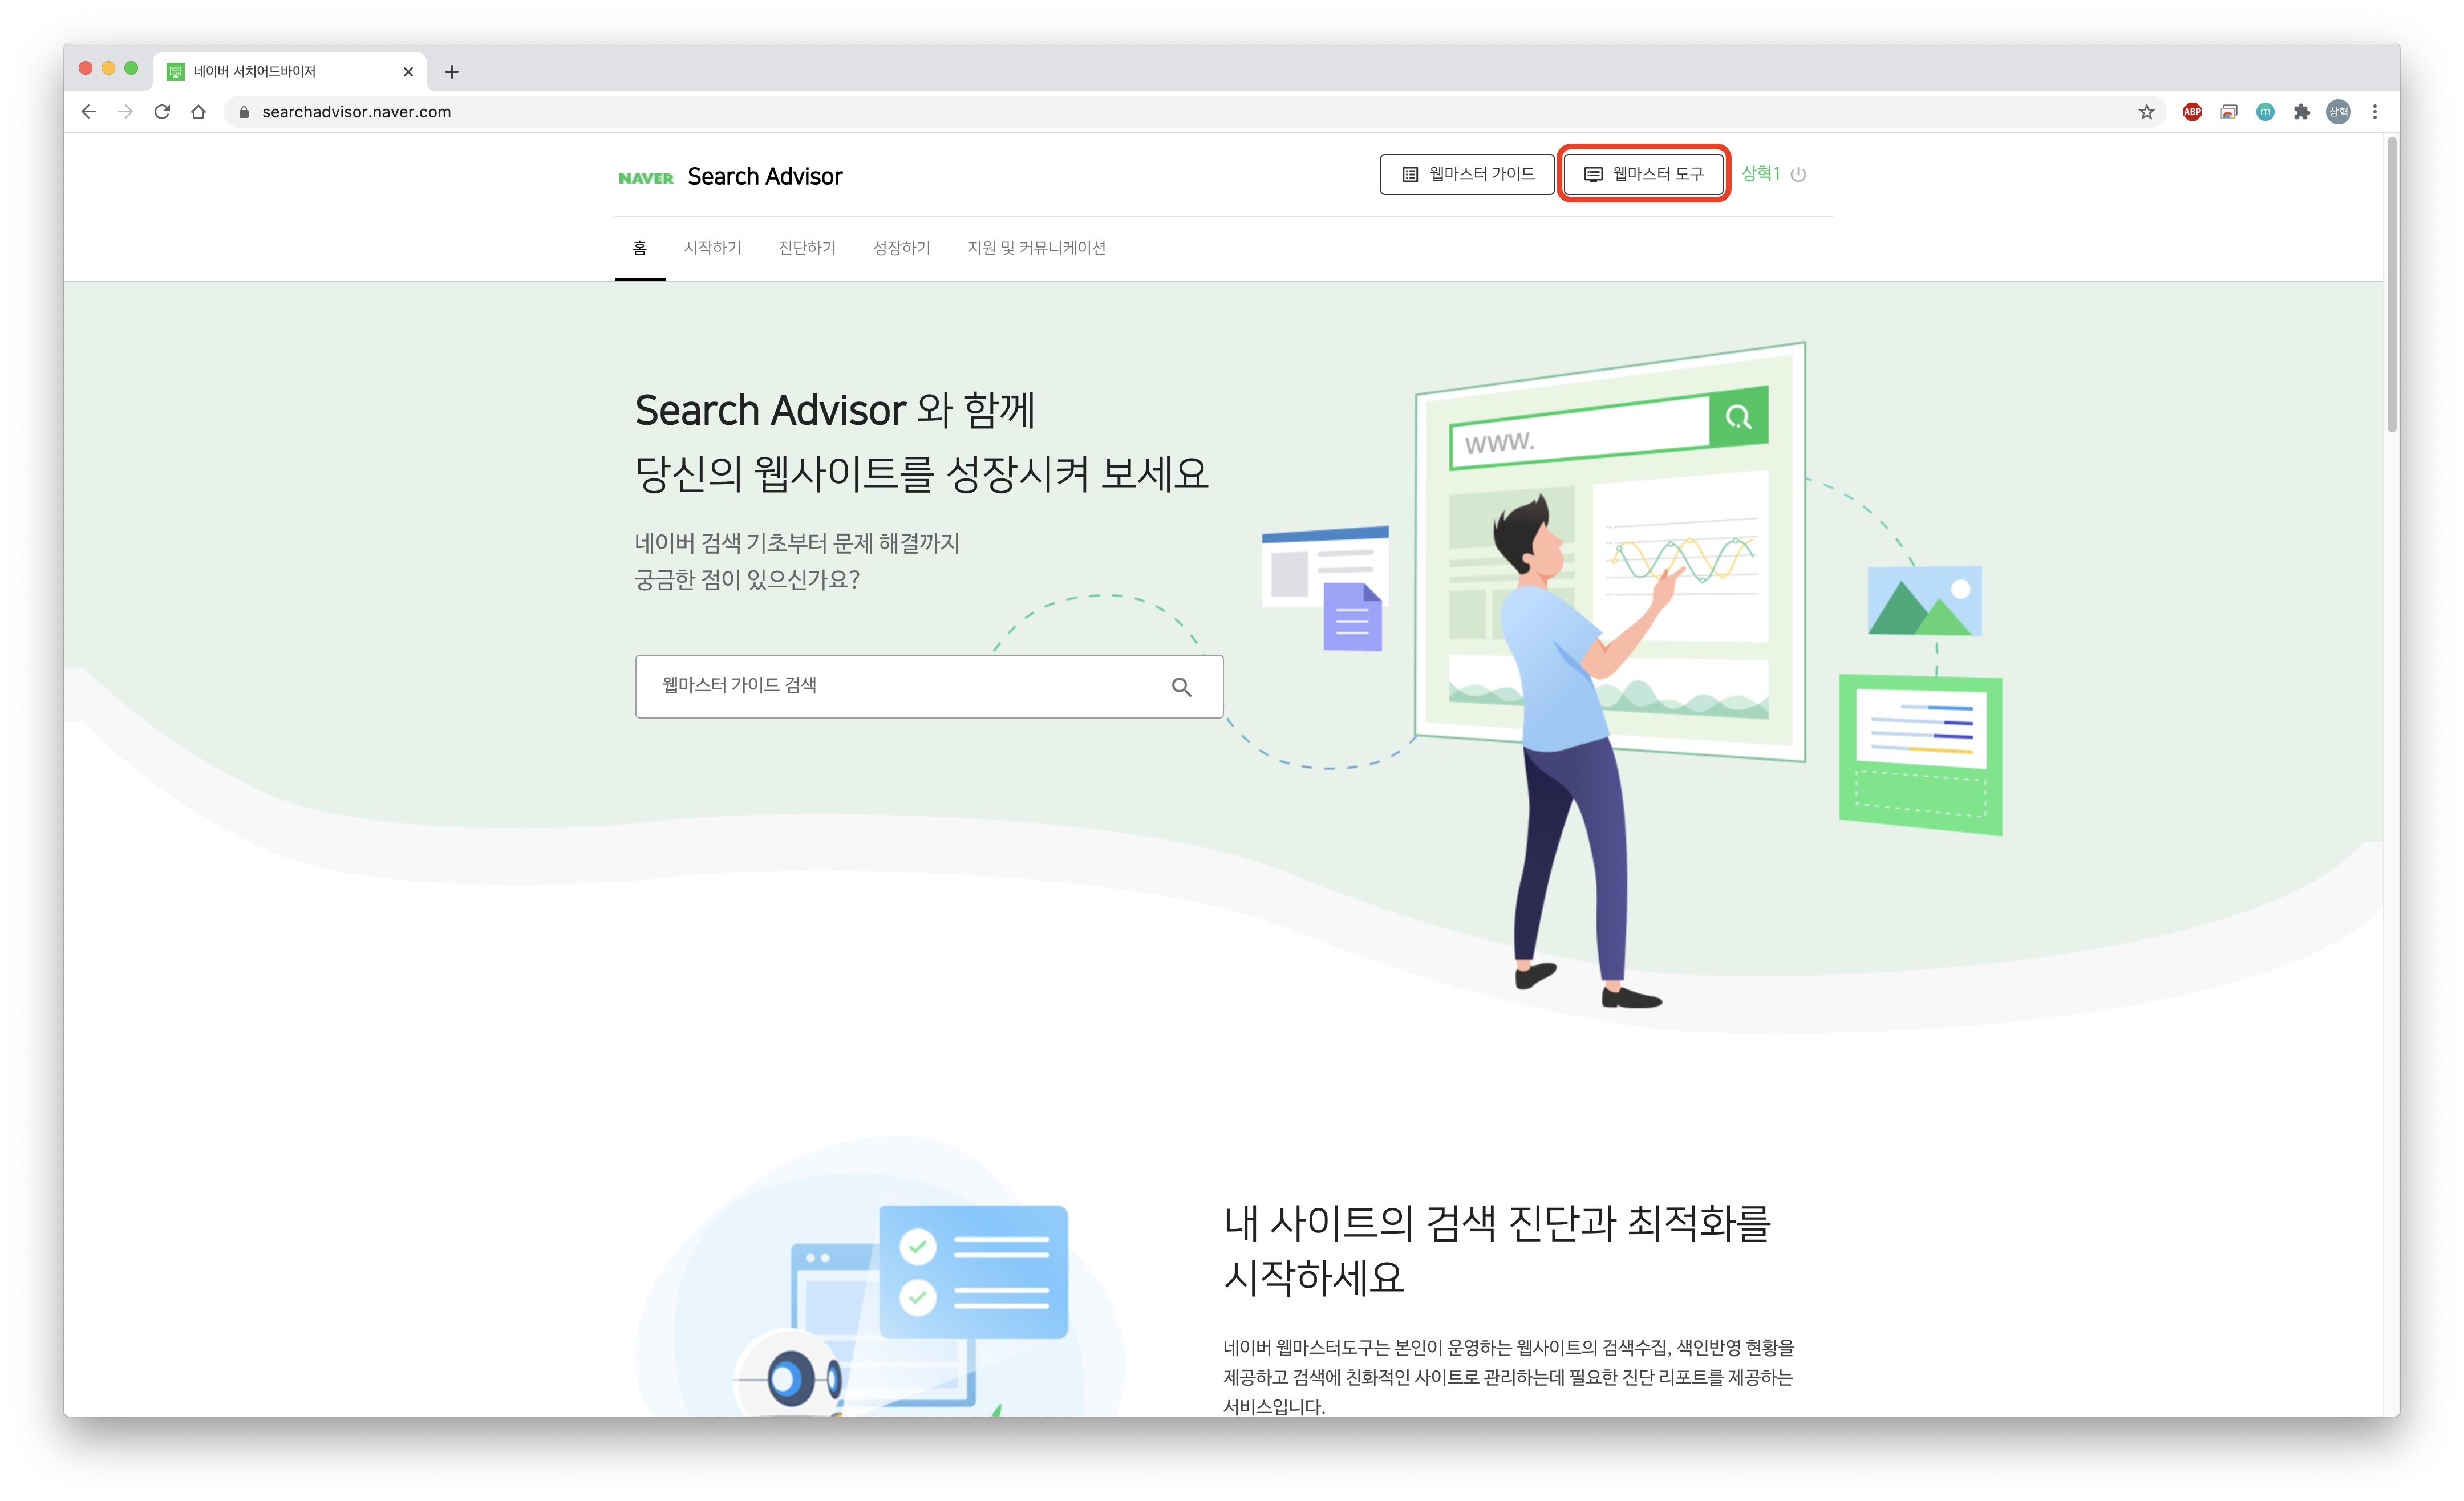 네이버 서치어드바이저
searchadvisor.naver.com
ABP
m
상혁
NAVER Search Advisor
웹마스터 가이드
웹마스터 도구
상혁1
홈 시작하기 진단하기 성장하기 지원 및 커뮤니케이션
Search Advisor 와 함께
당신의 웹사이트를 성장시켜 보세요
네이버 검색 기초부터 문제 해결까지
궁금한 점이 있으신가요?
웹마스터 가이드 검색
www.
내 사이트의 검색 진단과 최적화를
시작하세요
네이버 웹마스터도구는 본인이 운영하는 웹사이트의 검색수집, 색인반영 현황을
제공하고 검색에 친화적인 사이트로 관리하는데 필요한 진단 리포트를 제공하는
서비스입니다.